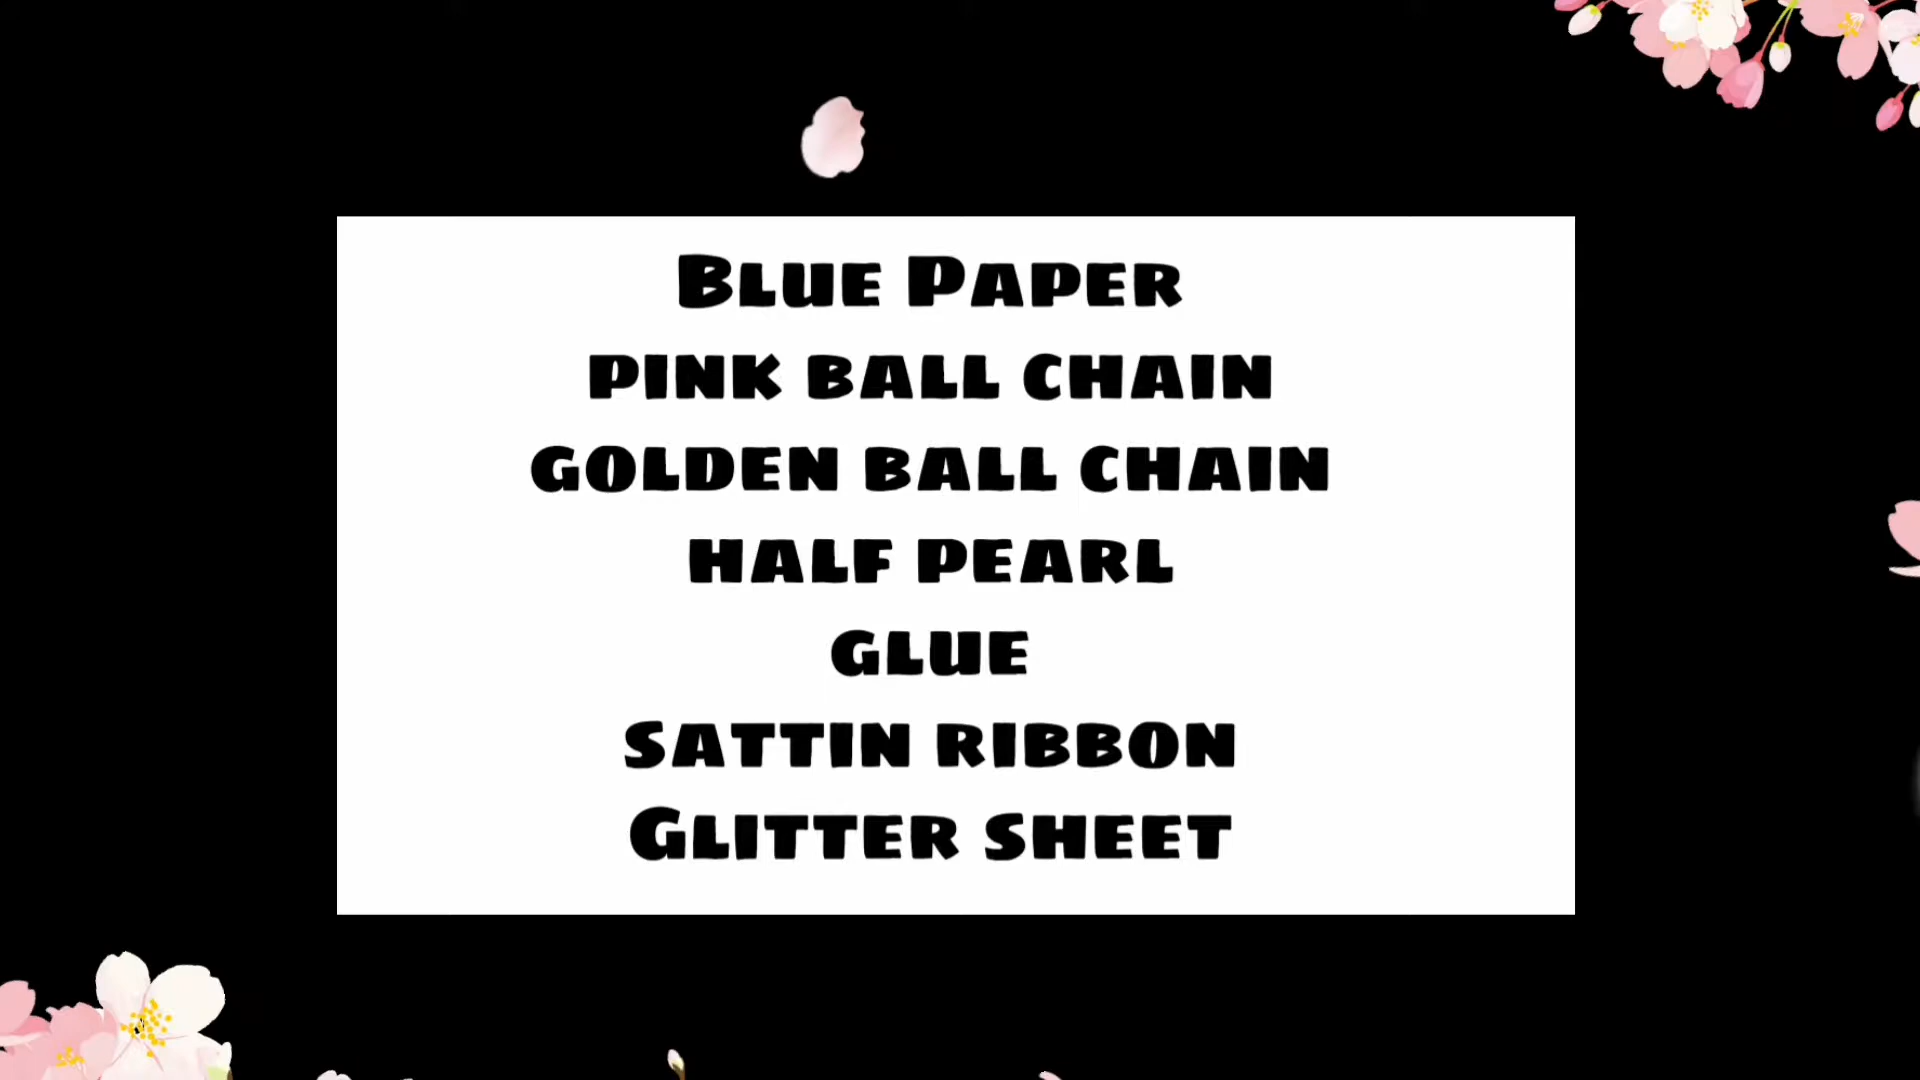 Blue Paper
pink ball chain
golden ball chain
half pearl
glue
sattin ribbon
Glitter sheet